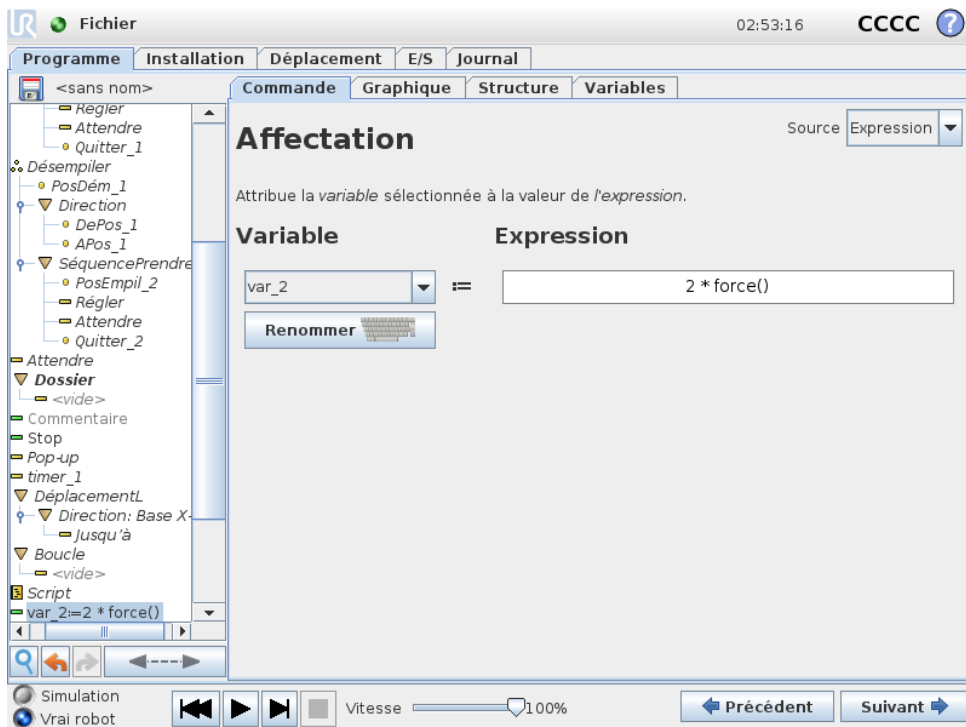 UR Fichier 02:53:16 CCCC ?
Programme Installation Déplacement E/S Journal
<sans nom>
Régler
Attendre
Quitter_1
Désempiler
PosDém_1
Direction
DePos_1
APos_1
SéquencePrendre
PosEmpil_2
Régler
Attendre
Quitter_2
Attendre
Dossier
<vide>
Commentaire
Stop
Pop-up
timer_1
DéplacementL
Direction: Base X-
Jusqu'à
Boucle
<vide>
Script
var_2:=2 * force()
Commande Graphique Structure Variables
Affectation
Source Expression
Attribue la variable sélectionnée à la valeur de l'expression.
Variable Expression
var_2 := 2 * force()
Renommer
Simulation
Vrai robot
Vitesse 100%
Précédent Suivant